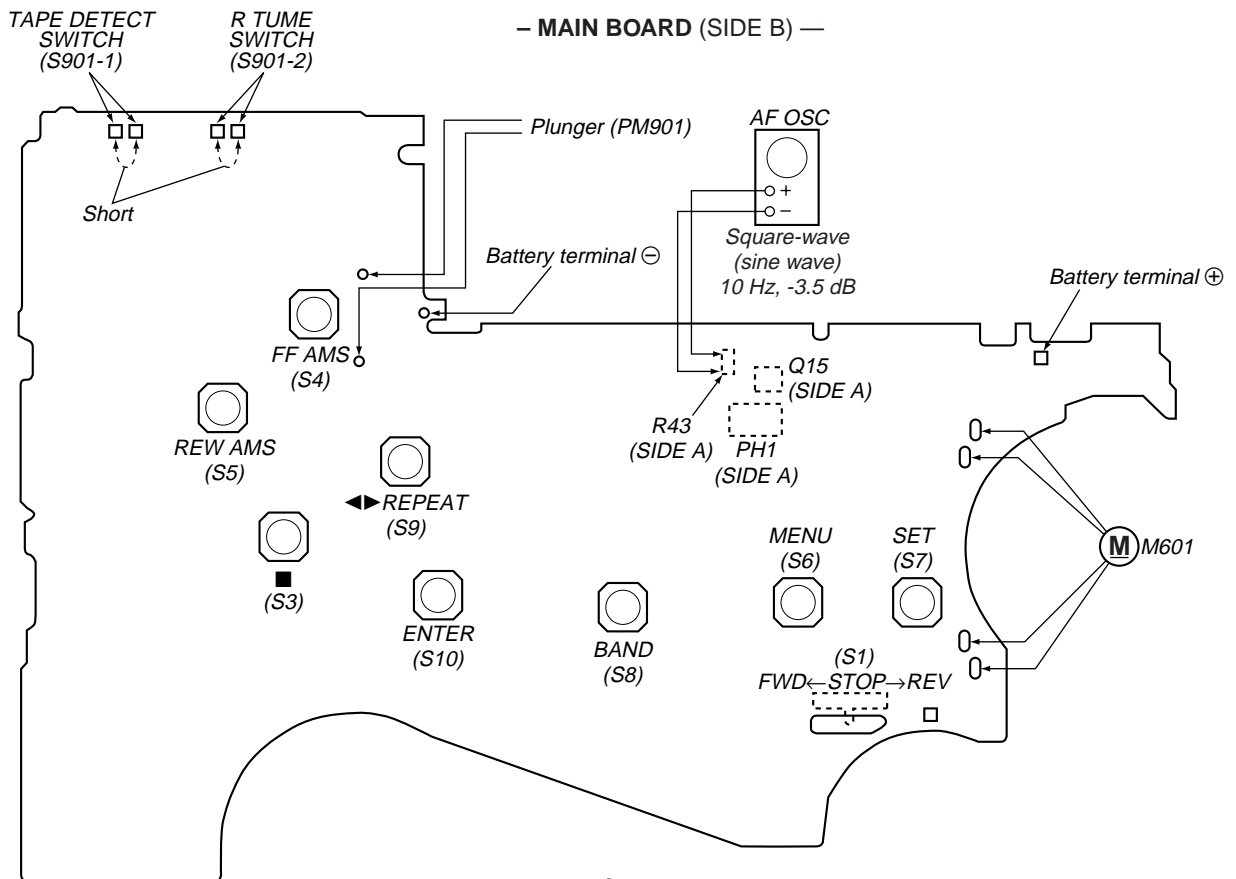 – MAIN BOARD (SIDE B) —
TAPE DETECT
SWITCH
(S901-1)
R TUME
SWITCH
(S901-2)
Short
Plunger (PM901)
AF OSC
+
–
Square-wave
(sine wave)
10 Hz, -3.5 dB
Battery terminal ⊖
Battery terminal ⊕
FF AMS
(S4)
REW AMS
(S5)
◀▶REPEAT
(S9)
■
(S3)
ENTER
(S10)
BAND
(S8)
R43
(SIDE A)
Q15
(SIDE A)
PH1
(SIDE A)
MENU
(S6)
SET
(S7)
M M601
(S1)
FWD←STOP→REV